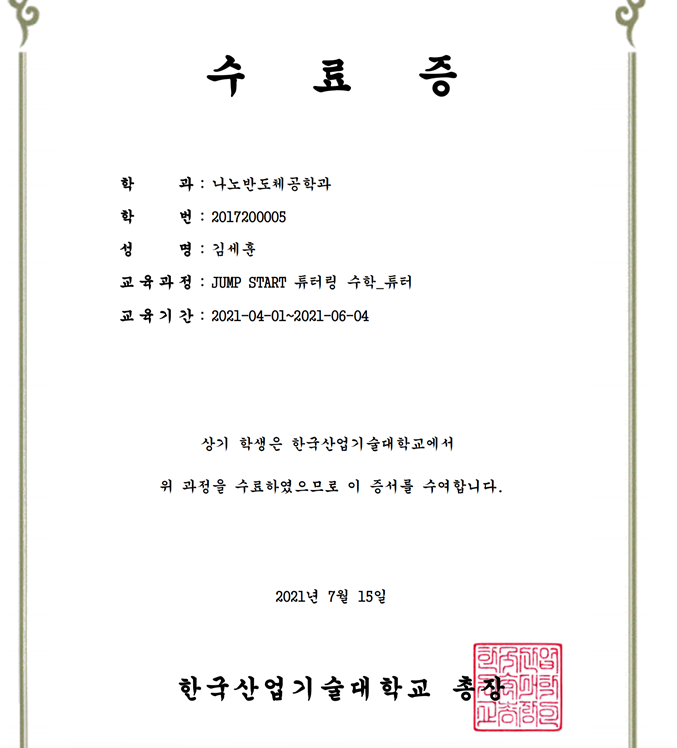 수 료 증
학 과 : 나노반도체공학과
학 번 : 2017200005
성 명 : 김세훈
교육과정 : JUMP START 튜터링 수학_튜터
교육기간 : 2021-04-01~2021-06-04
상기 학생은 한국산업기술대학교에서
위 과정을 수료하였으므로 이 증서를 수여합니다.
2021년 7월 15일
한국산업기술대학교 총장